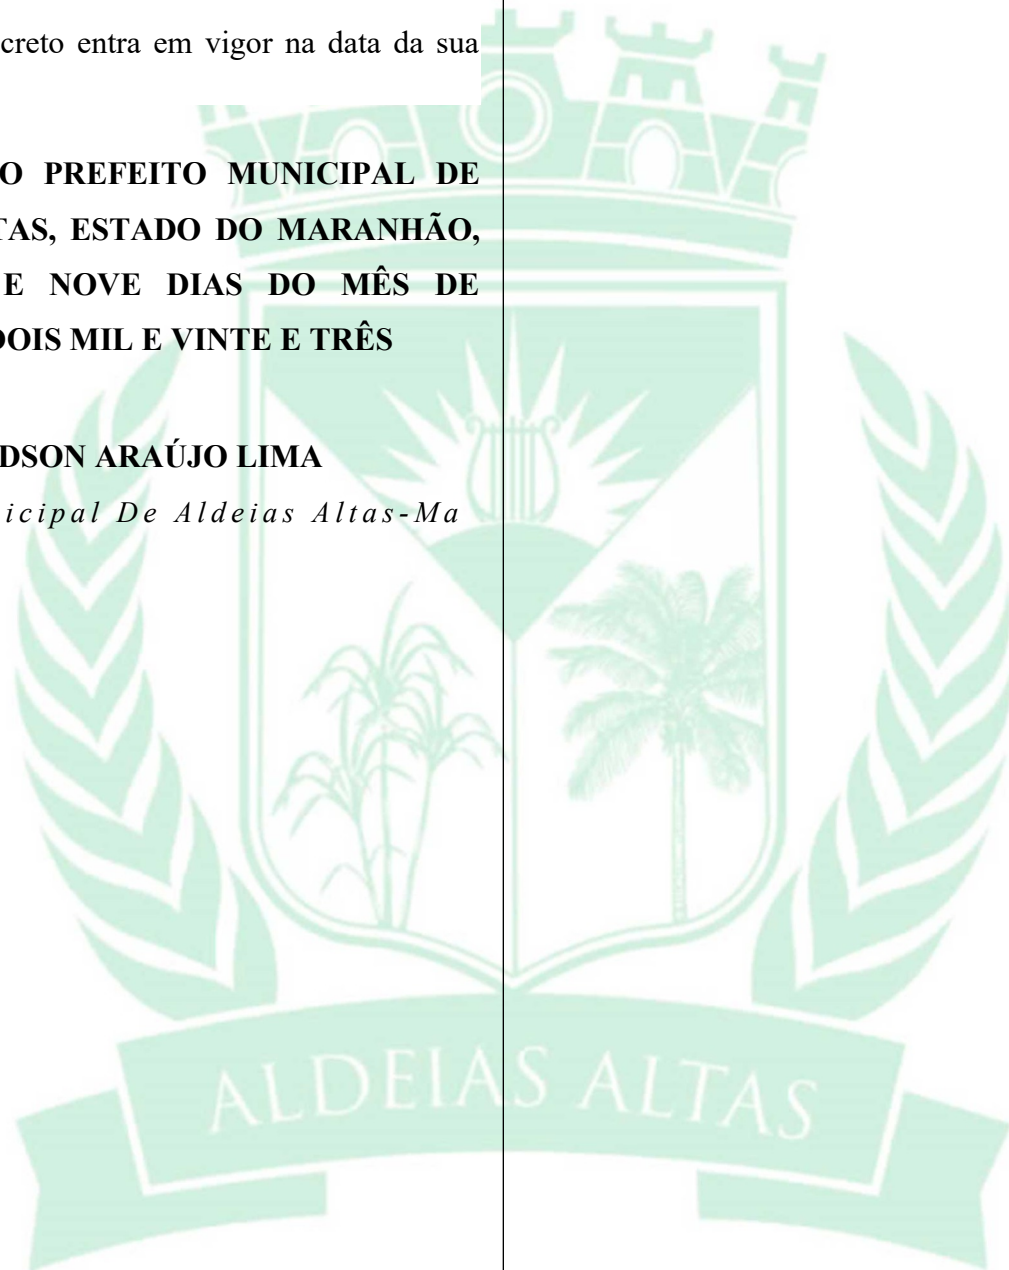 creto entra em vigor na data da sua
O PREFEITO MUNICIPAL DE
TAS, ESTADO DO MARANHÃO,
E NOVE DIAS DO MÊS DE
DOIS MIL E VINTE E TRÊS
DSON ARAÚJO LIMA
icipal De Aldeias Altas-Ma
ALDEIAS ALTAS